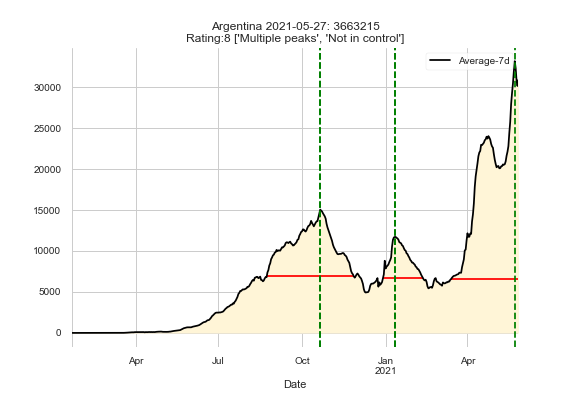 Argentina 2021-05-27: 3663215
Rating:8 ['Multiple peaks', 'Not in control']
Average-7d
30000
25000
20000
15000
10000
5000
0
Apr Jul Oct Jan Apr
2021
Date